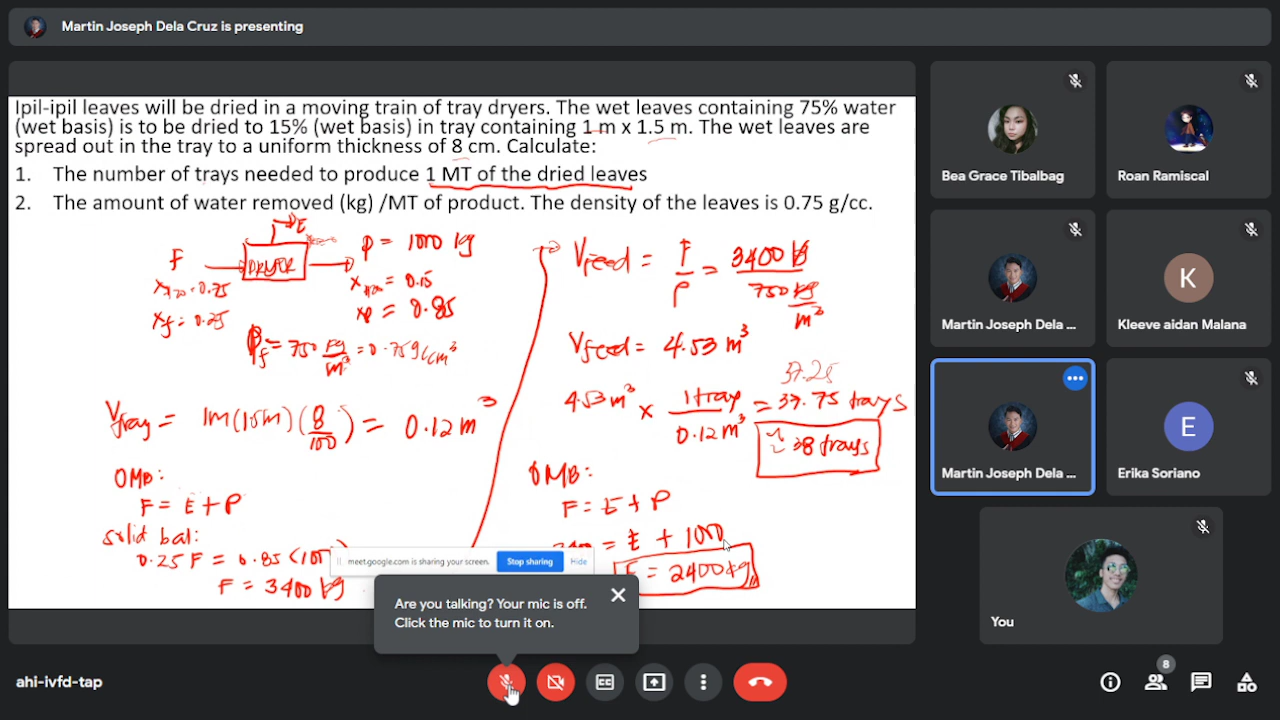 Martin Joseph Dela Cruz is presenting
Ipil-ipil leaves will be dried in a moving train of tray dryers. The wet leaves containing 75% water
(wet basis) is to be dried to 15% (wet basis) in tray containing 1 m x 1.5 m. The wet leaves are
spread out in the tray to a uniform thickness of 8 cm. Calculate:
1. The number of trays needed to produce 1 MT of the dried leaves
2. The amount of water removed (kg) /MT of product. The density of the leaves is 0.75 g/cc.
E
F
DRYER
P = 1000 kg
xH2O = 0.75
xf = 0.25
xH2O = 0.15
xp = 0.85
ρf = 750 kg/m³ = 0.75 g/cm³
Vtray = 1m (1.5m) (8/100) = 0.12 m³
OMB:
F = E + P
solid bal:
0.25 F = 0.85 (100
F = 3400 kg
Vfeed = F/ρ = 3400 kg / 750 kg/m³
Vfeed = 4.53 m³
37.25
4.53 m³ x 1 tray / 0.12 m³ = 37.75 trays
≈ 38 trays
OMB:
F = E + P
= E + 1000
E = 2400 kg
meet.google.com is sharing your screen.
Stop sharing
Hide
Are you talking? Your mic is off.
Click the mic to turn it on.
Bea Grace Tibalbag
Roan Ramiscal
Martin Joseph Dela ...
K
Kleeve aidan Malana
Martin Joseph Dela ...
E
Erika Soriano
You
ahi-ivfd-tap
8